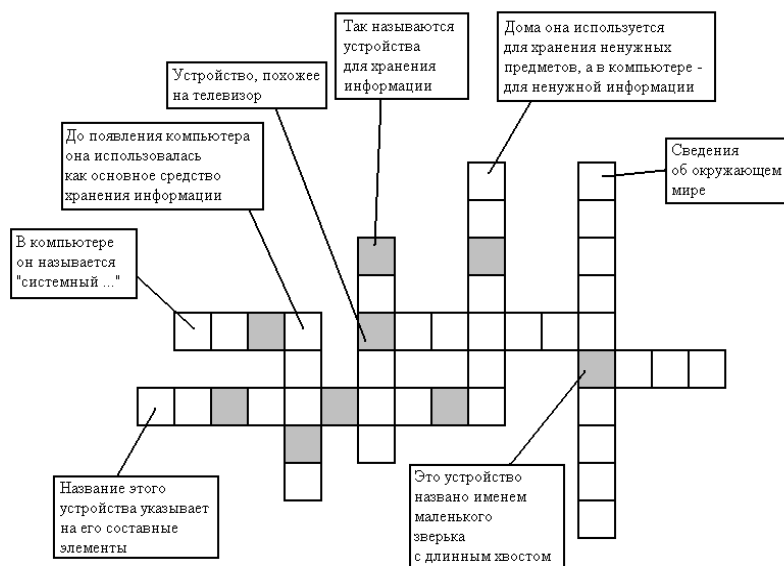 Так называются
устройства
для хранения
информации
Дома она используется
для хранения ненужных
предметов, а в компьютере -
для ненужной информации
Устройство, похожее
на телевизор
До появления компьютера
она использовалась
как основное средство
хранения информации
Сведения
об окружающем
мире
В компьютере
он называется
"системный ..."
Название этого
устройства указывает
на его составные
элементы
Это устройство
названо именем
маленького
зверька
с длинным хвостом